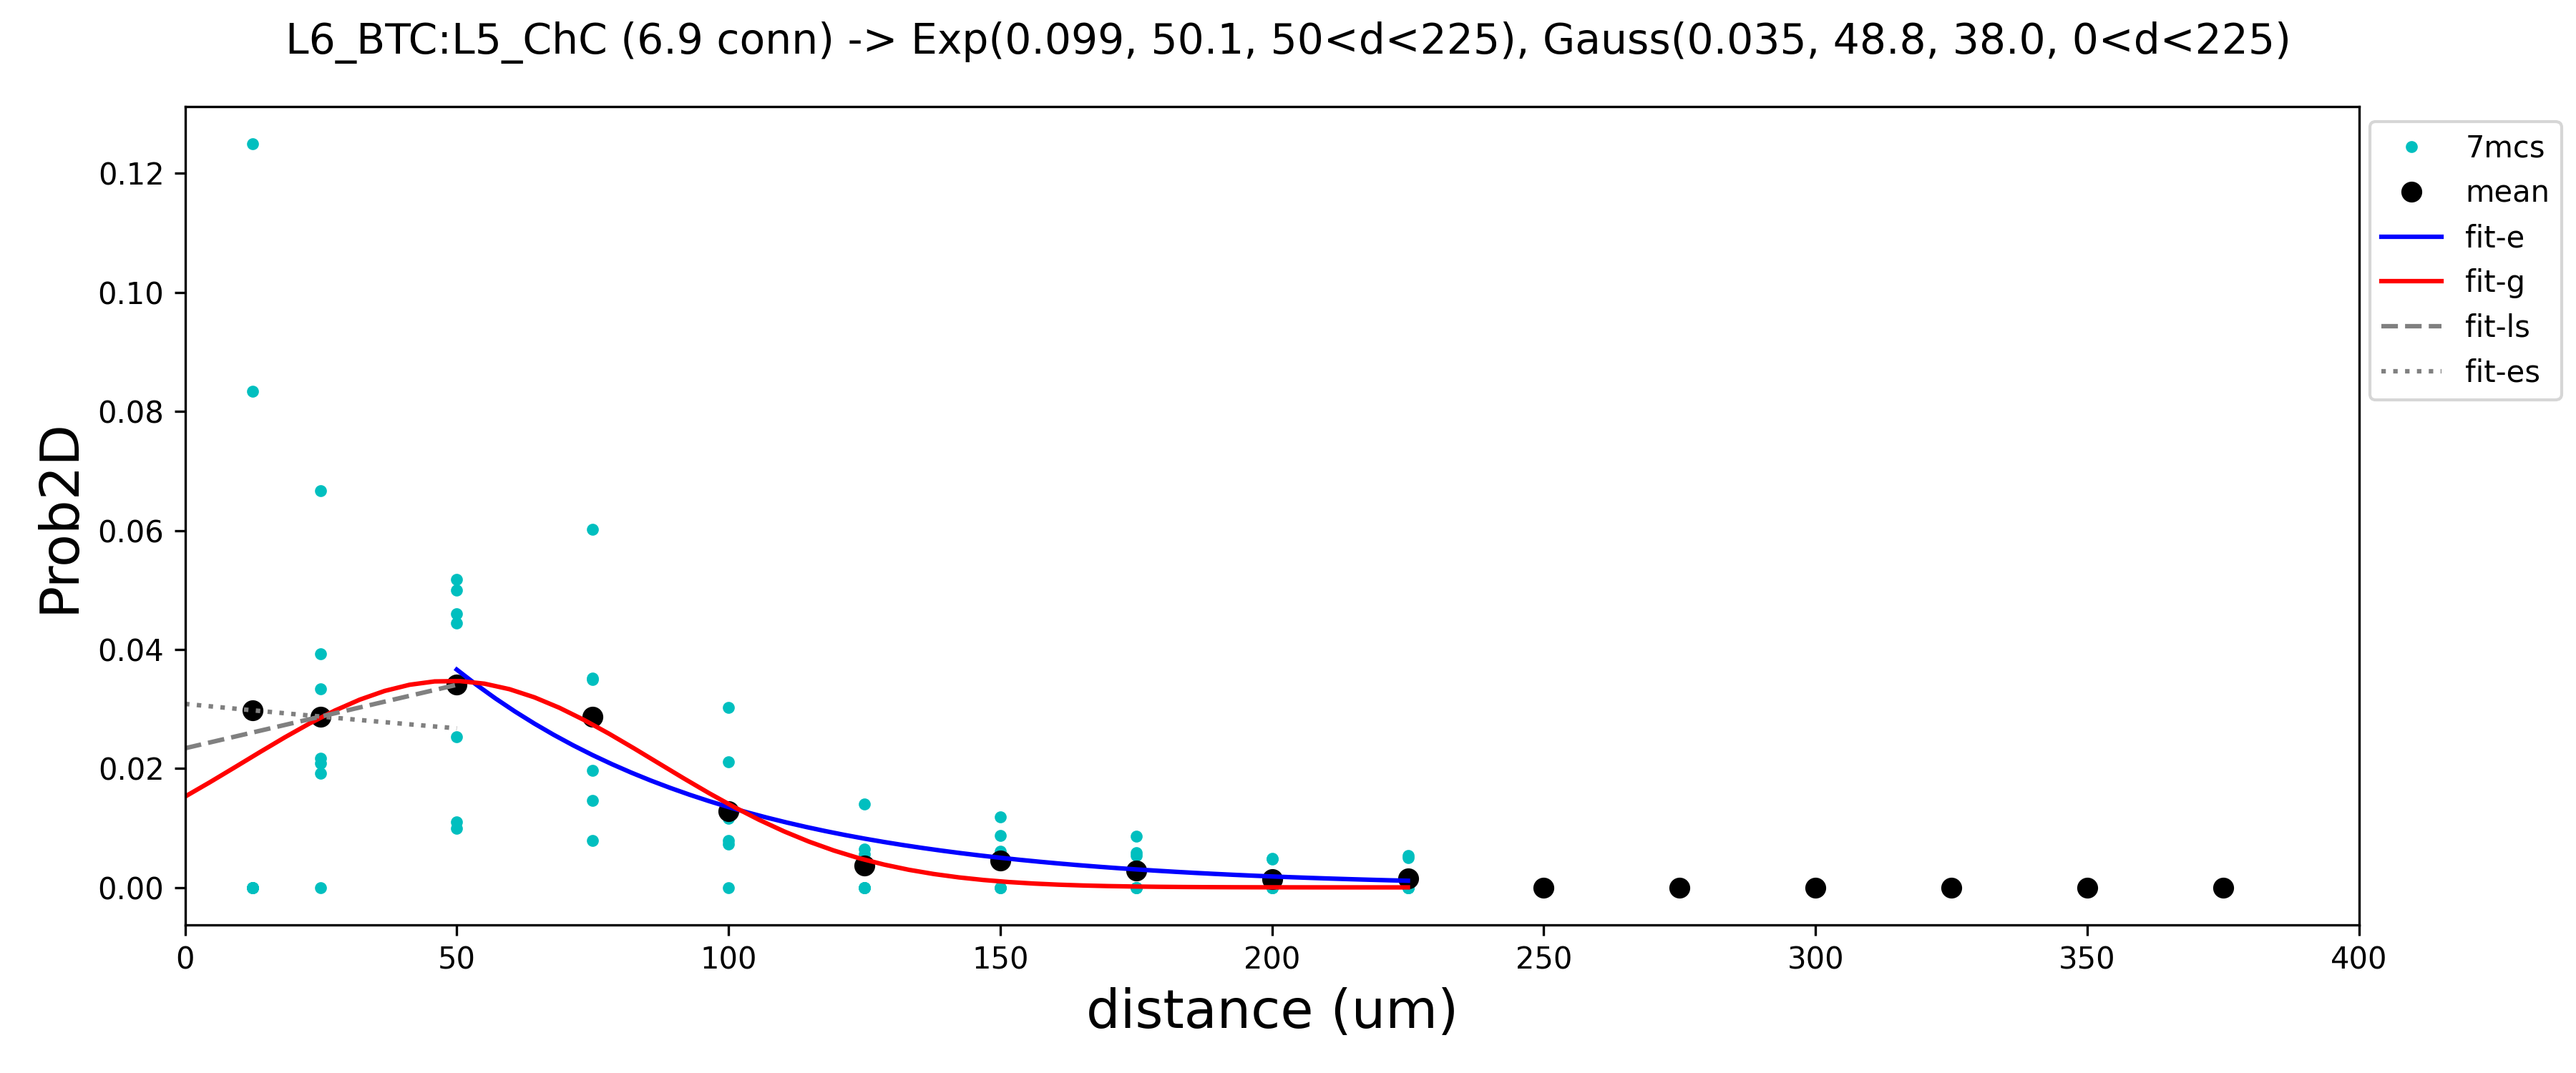 L6_BTC:L5_ChC (6.9 conn) -> Exp(0.099, 50.1, 50<d<225), Gauss(0.035, 48.8, 38.0, 0<d<225)
7mcs
mean
fit-e
fit-g
fit-ls
fit-es
Prob2D
0.12
0.10
0.08
0.06
0.04
0.02
0.00
0 50 100 150 200 250 300 350 400
distance (um)